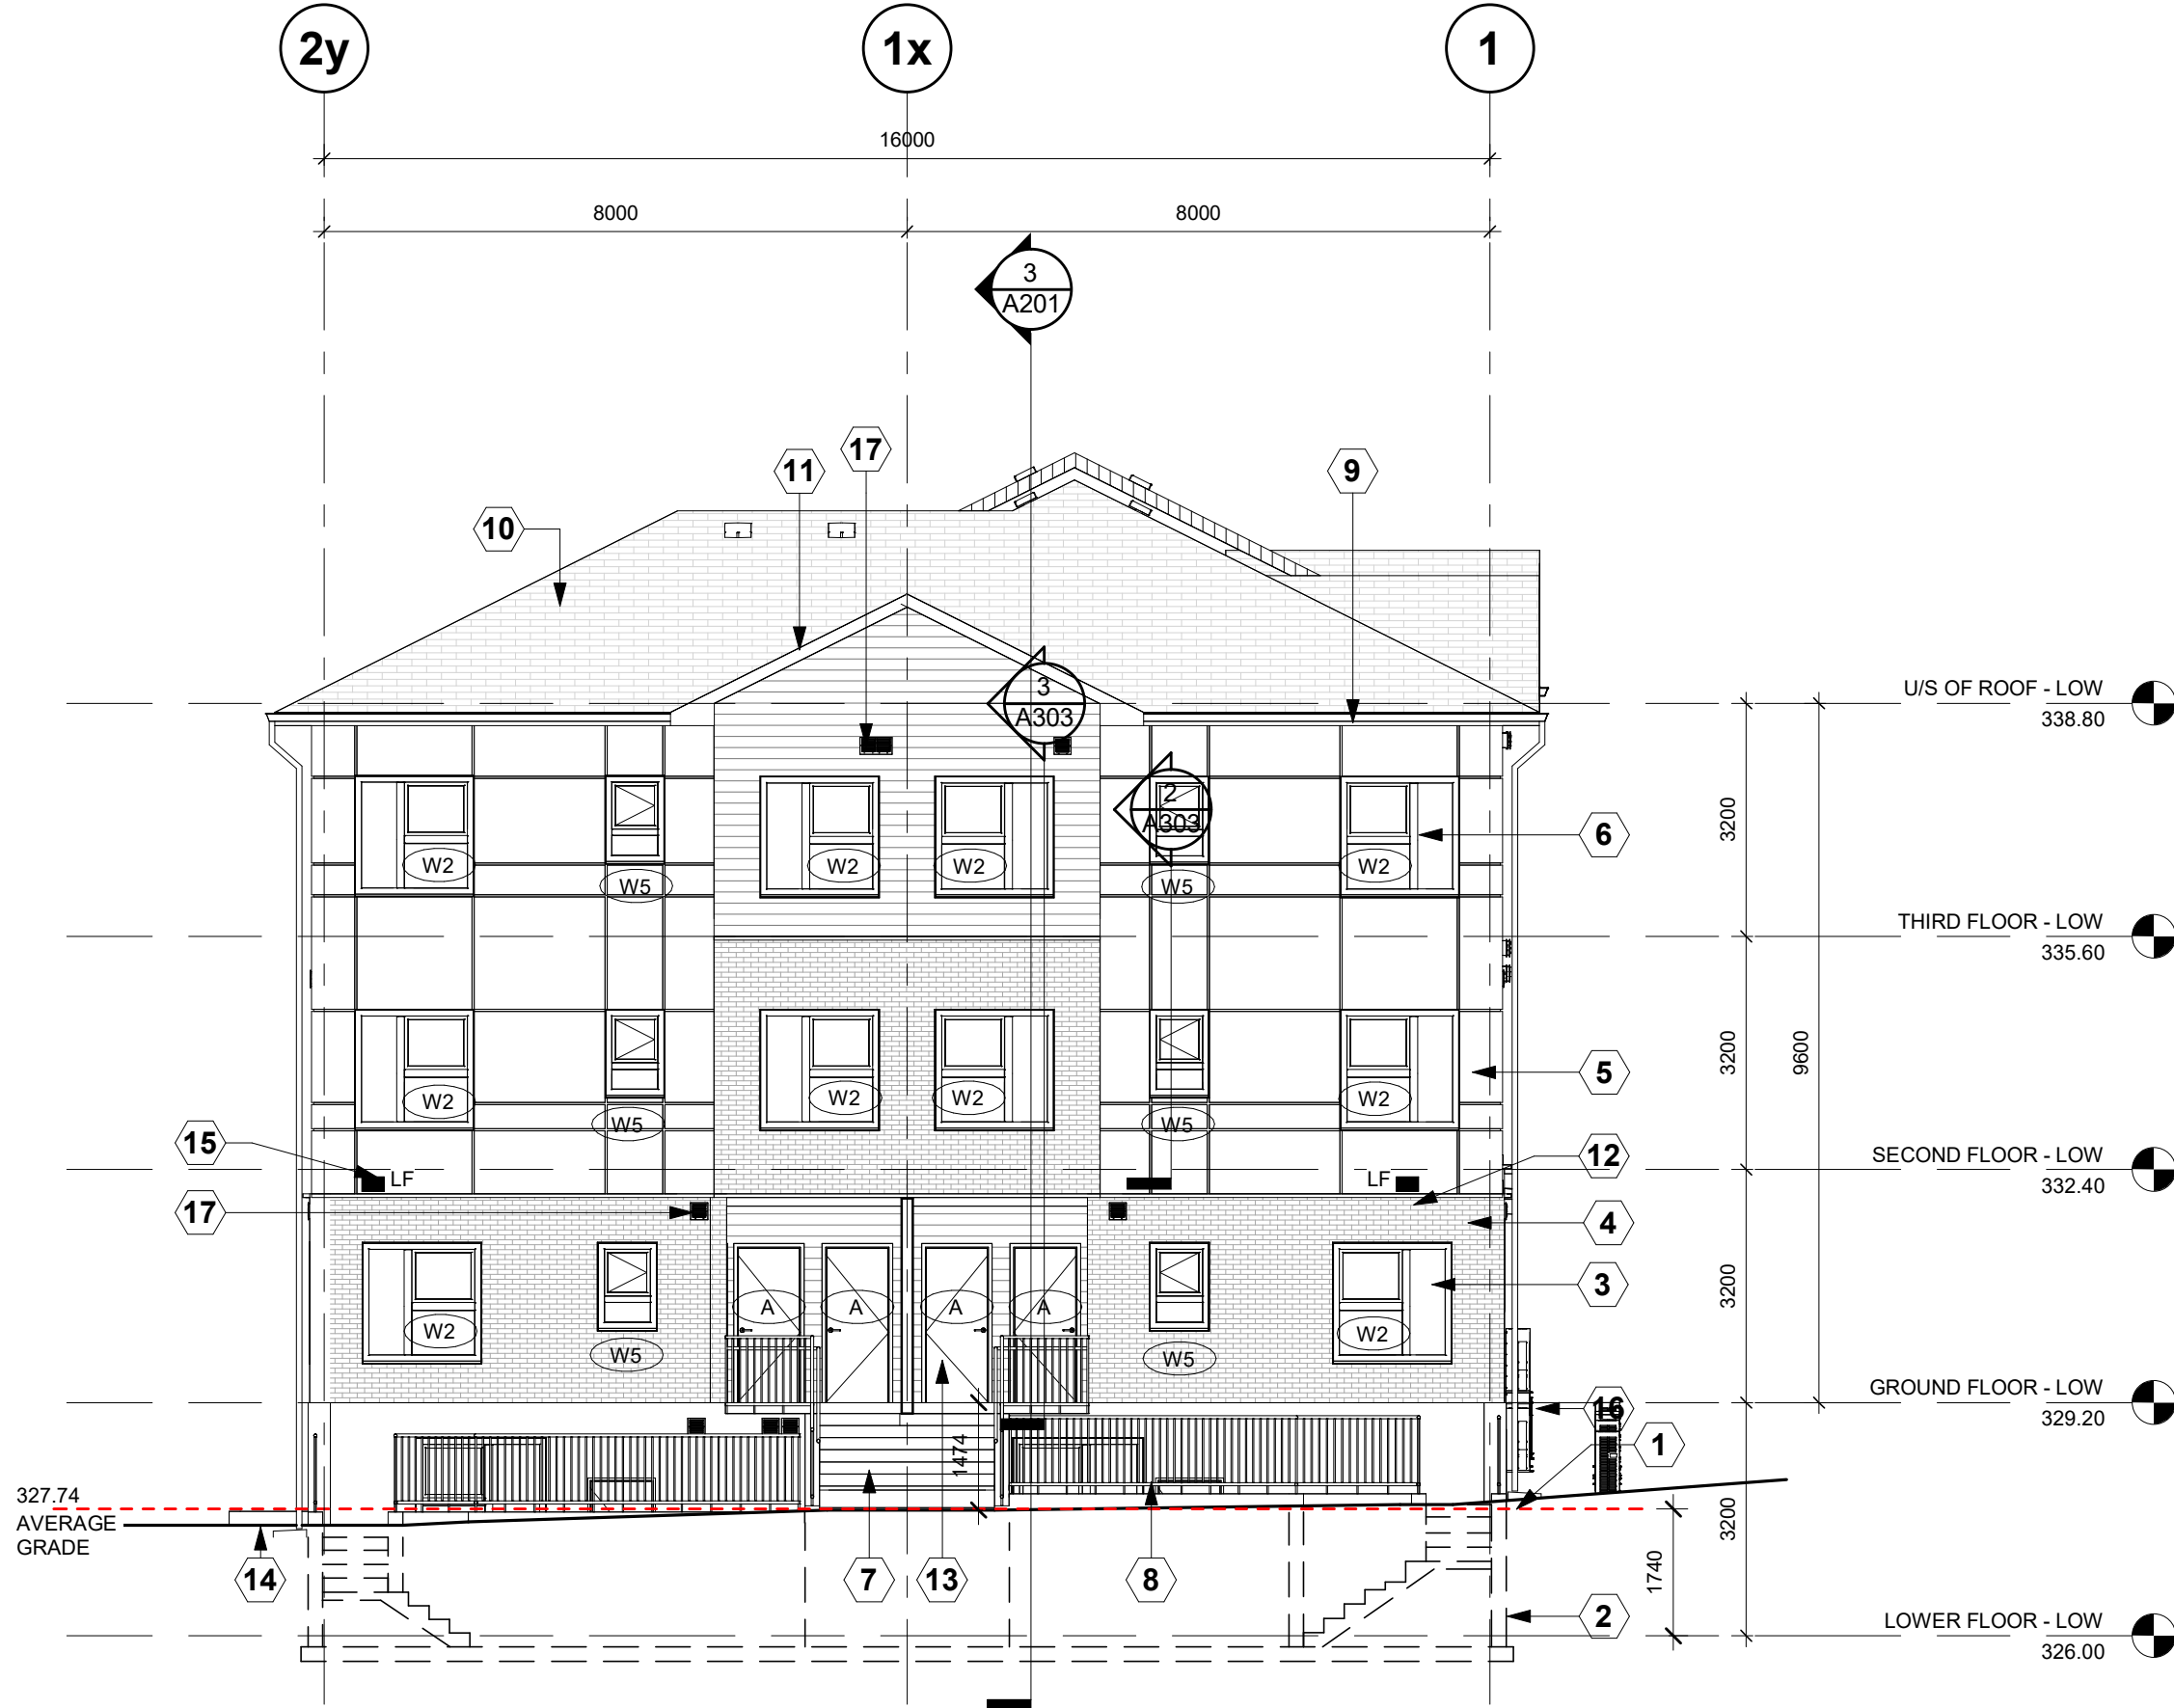 2y
1x
1
16000
8000
8000
3
A201
17
11
9
10
U/S OF ROOF - LOW
338.80
3
A303
2
A303
3200
6
W2
W2
W2
W2
W5
W5
THIRD FLOOR - LOW
335.60
3200
9600
5
W2
W2
W2
W2
W5
W5
15
LF
LF
12
SECOND FLOOR - LOW
332.40
17
4
3200
3
A
A
A
A
W2
W2
W5
W5
GROUND FLOOR - LOW
329.20
16
1
1474
327.74
AVERAGE
GRADE
3200
1740
14
7
13
8
2
LOWER FLOOR - LOW
326.00